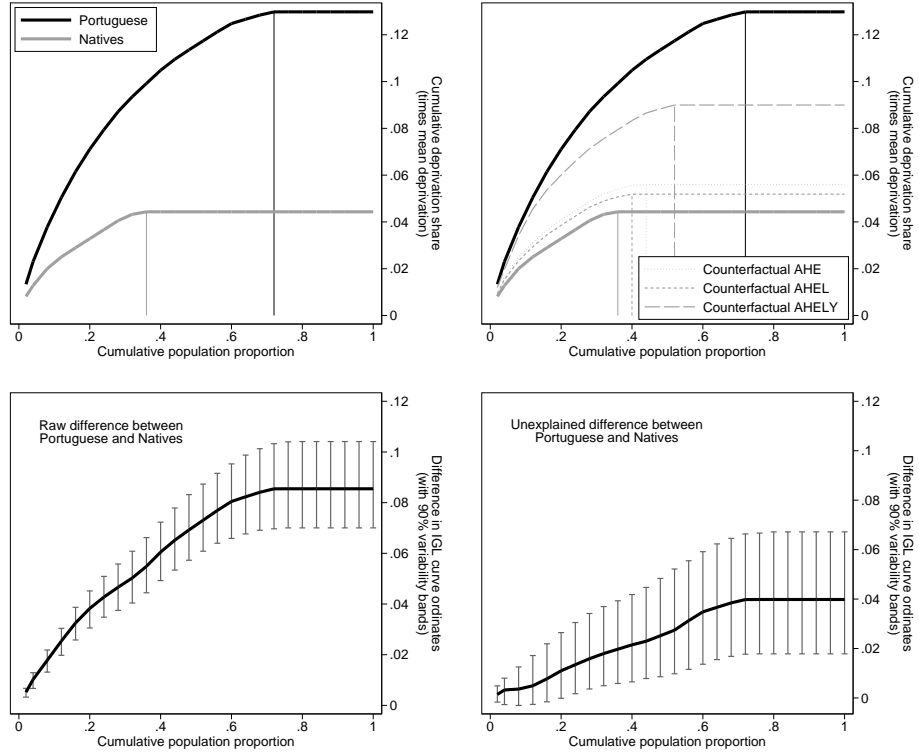 Portuguese
Natives
0
.02
.04
.06
.08
.1
.12
Cumulative deprivation share
(times mean deprivation)
0
.2
.4
.6
.8
1
Cumulative population proportion
Counterfactual AHE
Counterfactual AHEL
Counterfactual AHELY
0
.02
.04
.06
.08
.1
.12
Cumulative deprivation share
(times mean deprivation)
0
.2
.4
.6
.8
1
Cumulative population proportion
Raw difference between
Portuguese and Natives
0
.02
.04
.06
.08
.1
.12
Difference in IGL curve ordinates
(with 90% variability bands)
0
.2
.4
.6
.8
1
Cumulative population proportion
Unexplained difference between
Portuguese and Natives
0
.02
.04
.06
.08
.1
.12
Difference in IGL curve ordinates
(with 90% variability bands)
0
.2
.4
.6
.8
1
Cumulative population proportion